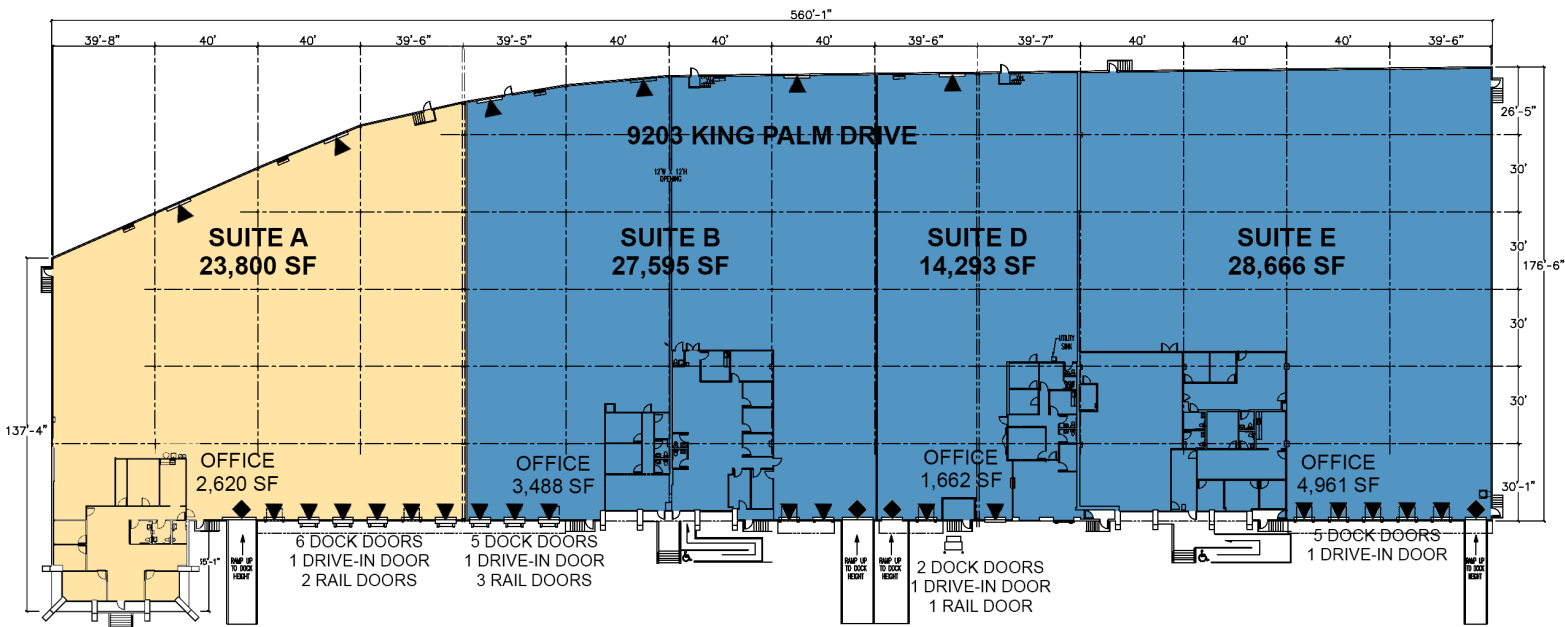 560'-1"
39'-8" 40' 40' 39'-6" 39'-5" 40' 40' 40' 39'-6" 39'-7" 40' 40' 40' 39'-6"
26'-5"
9203 KING PALM DRIVE
12'W X 12'H
OPENING
30'
SUITE A
23,800 SF
SUITE B
27,595 SF
SUITE D
14,293 SF
SUITE E
28,666 SF
30'
176'-6"
30'
UTILITY
SINK
30'
137'-4"
OFFICE
2,620 SF
OFFICE
3,488 SF
OFFICE
1,662 SF
OFFICE
4,961 SF
30'-1"
6 DOCK DOORS
1 DRIVE-IN DOOR
2 RAIL DOORS
5 DOCK DOORS
1 DRIVE-IN DOOR
3 RAIL DOORS
2 DOCK DOORS
1 DRIVE-IN DOOR
1 RAIL DOOR
5 DOCK DOORS
1 DRIVE-IN DOOR
RAMP UP
TO DOCK
HEIGHT
RAMP UP
TO DOCK
HEIGHT
RAMP UP
TO DOCK
HEIGHT
RAMP UP
TO DOCK
HEIGHT